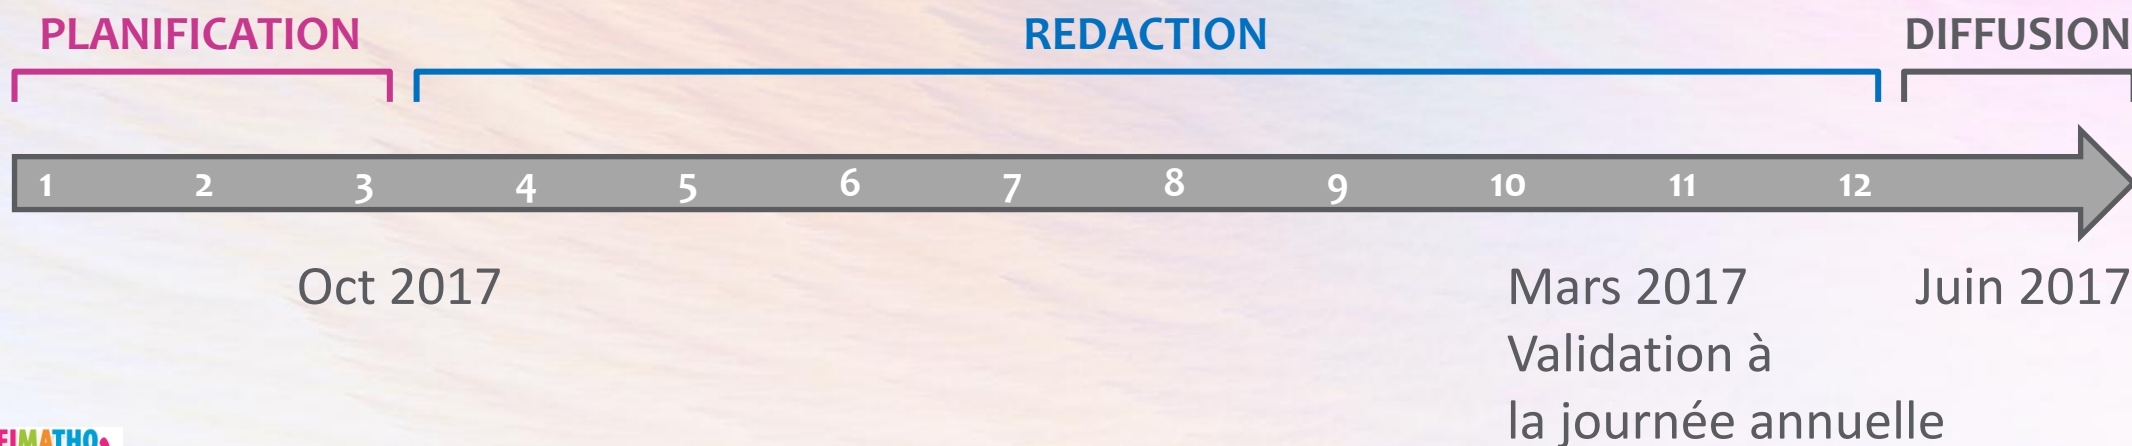 PLANIFICATION REDACTION DIFFUSION
1 2 3 4 5 6 7 8 9 10 11 12
Oct 2017 Mars 2017 Juin 2017
Validation à
la journée annuelle